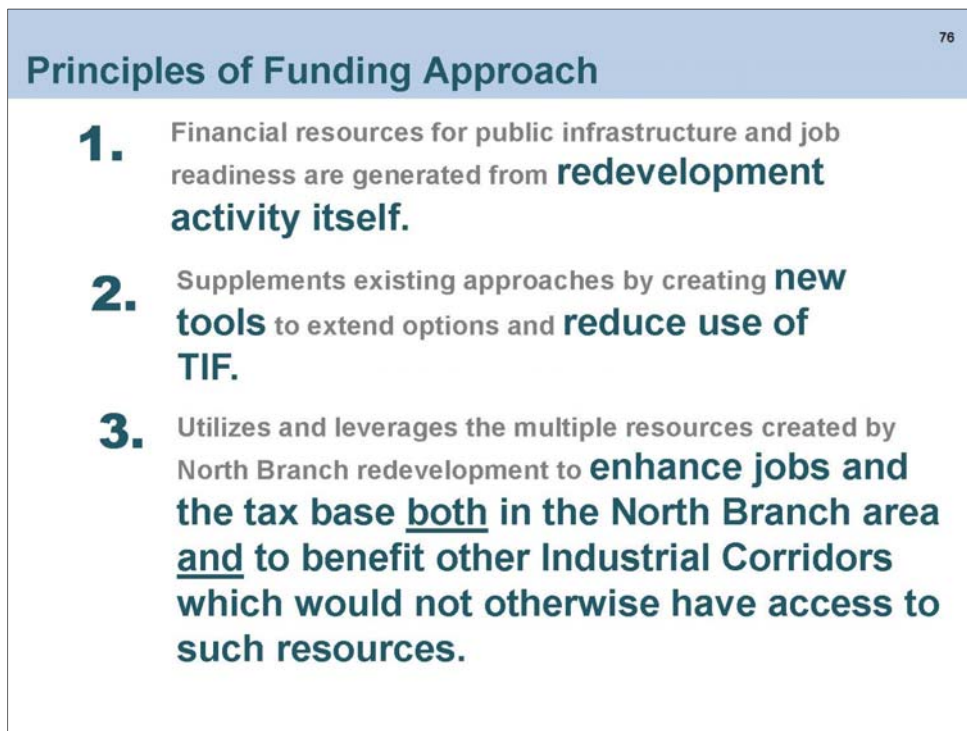 76
Principles of Funding Approach
1. Financial resources for public infrastructure and job
readiness are generated from redevelopment
activity itself.
2. Supplements existing approaches by creating new
tools to extend options and reduce use of
TIF.
3. Utilizes and leverages the multiple resources created by
North Branch redevelopment to enhance jobs and
the tax base both in the North Branch area
and to benefit other Industrial Corridors
which would not otherwise have access to
such resources.